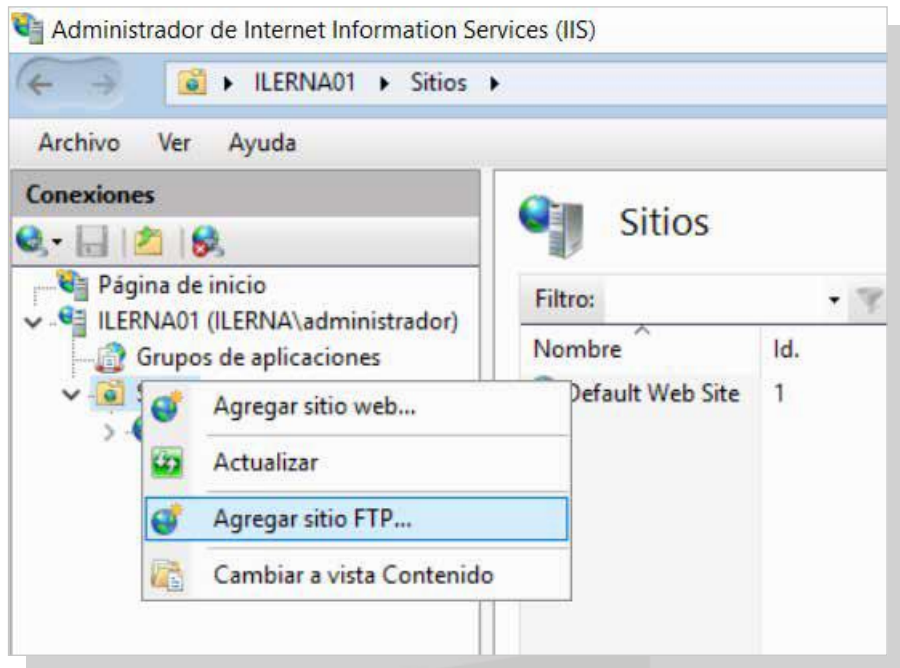 Administrador de Internet Information Services (IIS)
ILERNA01 Sitios
Archivo Ver Ayuda
Conexiones
Página de inicio
ILERNA01 (ILERNA\administrador)
Grupos de aplicaciones
Agregar sitio web...
Actualizar
Agregar sitio FTP...
Cambiar a vista Contenido
Sitios
Filtro:
Nombre Id.
Default Web Site 1